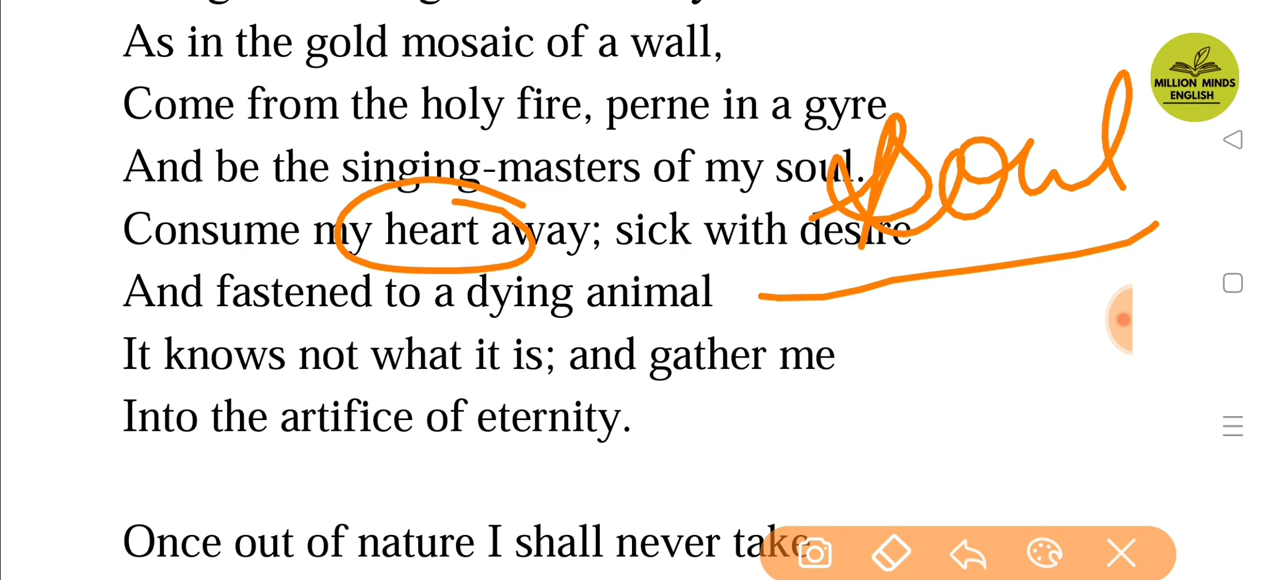 As in the gold mosaic of a wall,
Come from the holy fire, perne in a gyre,
And be the singing-masters of my soul.
Consume my heart away; sick with desire
And fastened to a dying animal
It knows not what it is; and gather me
Into the artifice of eternity.
Once out of nature I shall never take
Soul
MILLION MINDS
ENGLISH